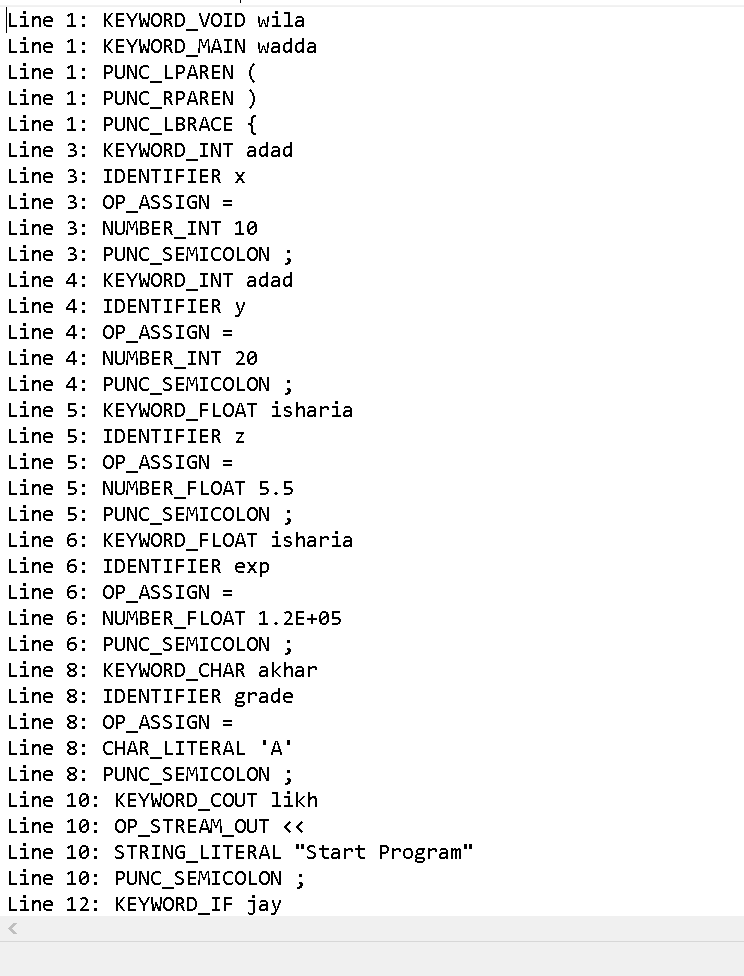 Line 1: KEYWORD_VOID wila
Line 1: KEYWORD_MAIN wadda
Line 1: PUNC_LPAREN (
Line 1: PUNC_RPAREN )
Line 1: PUNC_LBRACE {
Line 3: KEYWORD_INT adad
Line 3: IDENTIFIER x
Line 3: OP_ASSIGN =
Line 3: NUMBER_INT 10
Line 3: PUNC_SEMICOLON ;
Line 4: KEYWORD_INT adad
Line 4: IDENTIFIER y
Line 4: OP_ASSIGN =
Line 4: NUMBER_INT 20
Line 4: PUNC_SEMICOLON ;
Line 5: KEYWORD_FLOAT isharia
Line 5: IDENTIFIER z
Line 5: OP_ASSIGN =
Line 5: NUMBER_FLOAT 5.5
Line 5: PUNC_SEMICOLON ;
Line 6: KEYWORD_FLOAT isharia
Line 6: IDENTIFIER exp
Line 6: OP_ASSIGN =
Line 6: NUMBER_FLOAT 1.2E+05
Line 6: PUNC_SEMICOLON ;
Line 8: KEYWORD_CHAR akhar
Line 8: IDENTIFIER grade
Line 8: OP_ASSIGN =
Line 8: CHAR_LITERAL 'A'
Line 8: PUNC_SEMICOLON ;
Line 10: KEYWORD_COUT likh
Line 10: OP_STREAM_OUT <<
Line 10: STRING_LITERAL "Start Program"
Line 10: PUNC_SEMICOLON ;
Line 12: KEYWORD_IF jay